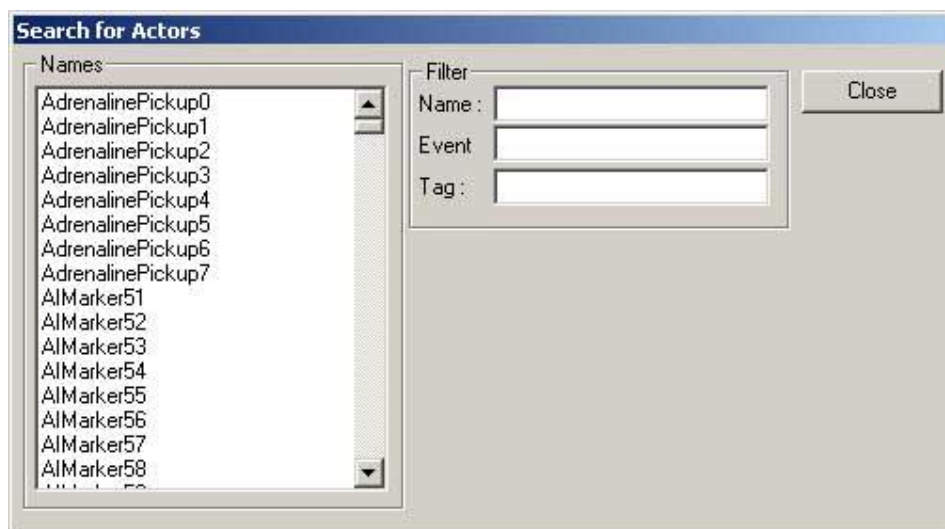 Search for Actors
Names
AdrenalinePickup0
AdrenalinePickup1
AdrenalinePickup2
AdrenalinePickup3
AdrenalinePickup4
AdrenalinePickup5
AdrenalinePickup6
AdrenalinePickup7
AIMarker51
AIMarker52
AIMarker53
AIMarker54
AIMarker55
AIMarker56
AIMarker57
AIMarker58
Filter
Name :
Event
Tag :
Close